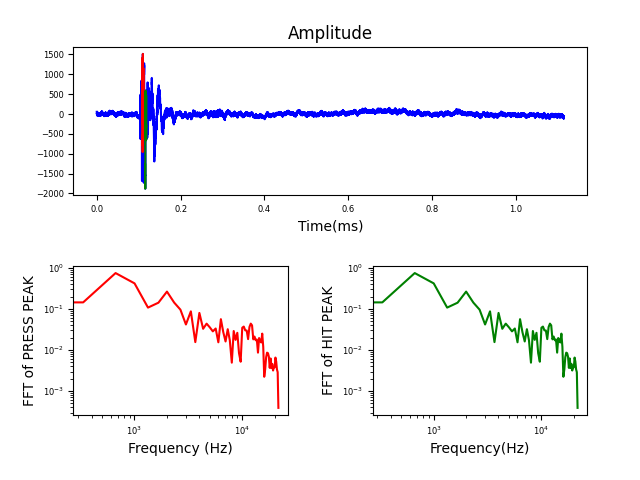 Amplitude
1500
1000
500
0
−500
−1000
−1500
−2000
0.0 0.2 0.4 0.6 0.8 1.0
Time(ms)
FFT of PRESS PEAK
10⁰
10⁻¹
10⁻²
10⁻³
10³ 10⁴
Frequency (Hz)
FFT of HIT PEAK
10⁰
10⁻¹
10⁻²
10⁻³
10³ 10⁴
Frequency(Hz)